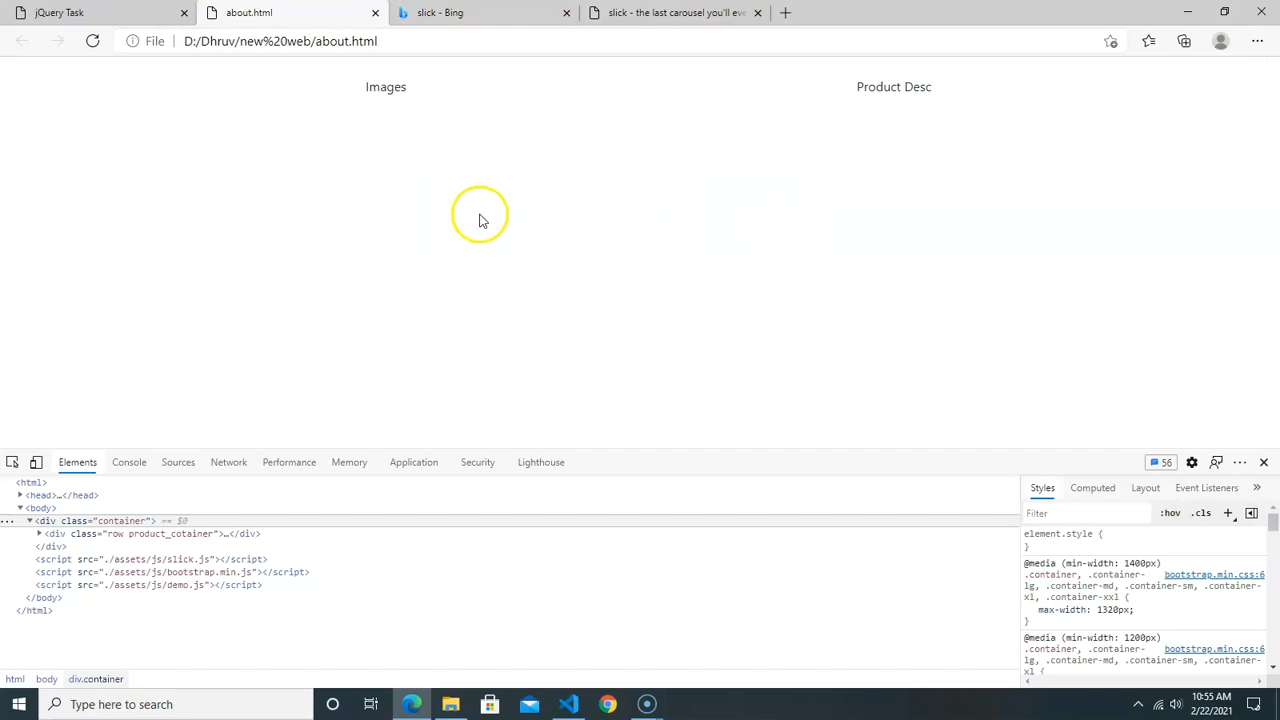 jQuery Task
about.html
slick - Bing
slick - the last carousel you'll eve
File
D:/Dhruv/new%20web/about.html
Images
Product Desc
Elements
Console
Sources
Network
Performance
Memory
Application
Security
Lighthouse
56
<html>
<head>…</head>
<body>
<div class="container"> == $0
<div class="row product_cotainer">…</div>
</div>
<script src="./assets/js/slick.js"></script>
<script src="./assets/js/bootstrap.min.js"></script>
<script src="./assets/js/demo.js"></script>
</body>
</html>
Styles
Computed
Layout
Event Listeners
Filter
:hov
.cls
element.style {
}
@media (min-width: 1400px)
.container, .container- bootstrap.min.css:6
lg, .container-md, .container-sm, .container-
xl, .container-xxl {
max-width: 1320px;
}
@media (min-width: 1200px)
.container, .container- bootstrap.min.css:6
lg, .container-md, .container-sm, .container-
xl {
html
body
div.container
Type here to search
10:55 AM
2/22/2021